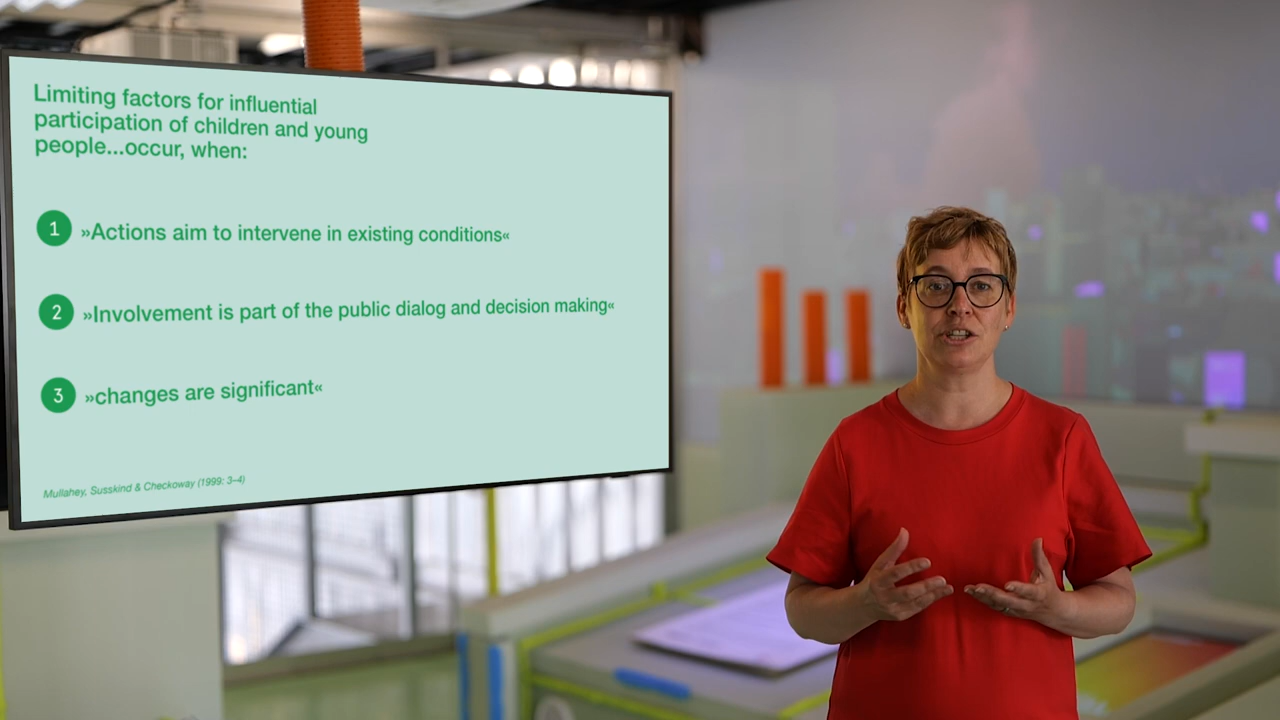 Limiting factors for influential
participation of children and young
people...occur, when:
1 »Actions aim to intervene in existing conditions«
2 »Involvement is part of the public dialog and decision making«
3 »changes are significant«
Mullahey, Susskind & Checkoway (1999: 3–4)